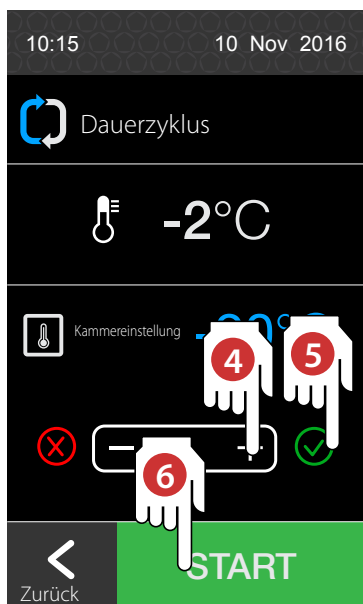 10:15 10 Nov 2016
Dauerzyklus
-2°C
Kammereinstellung
4 5
- +
6
START
Zurück